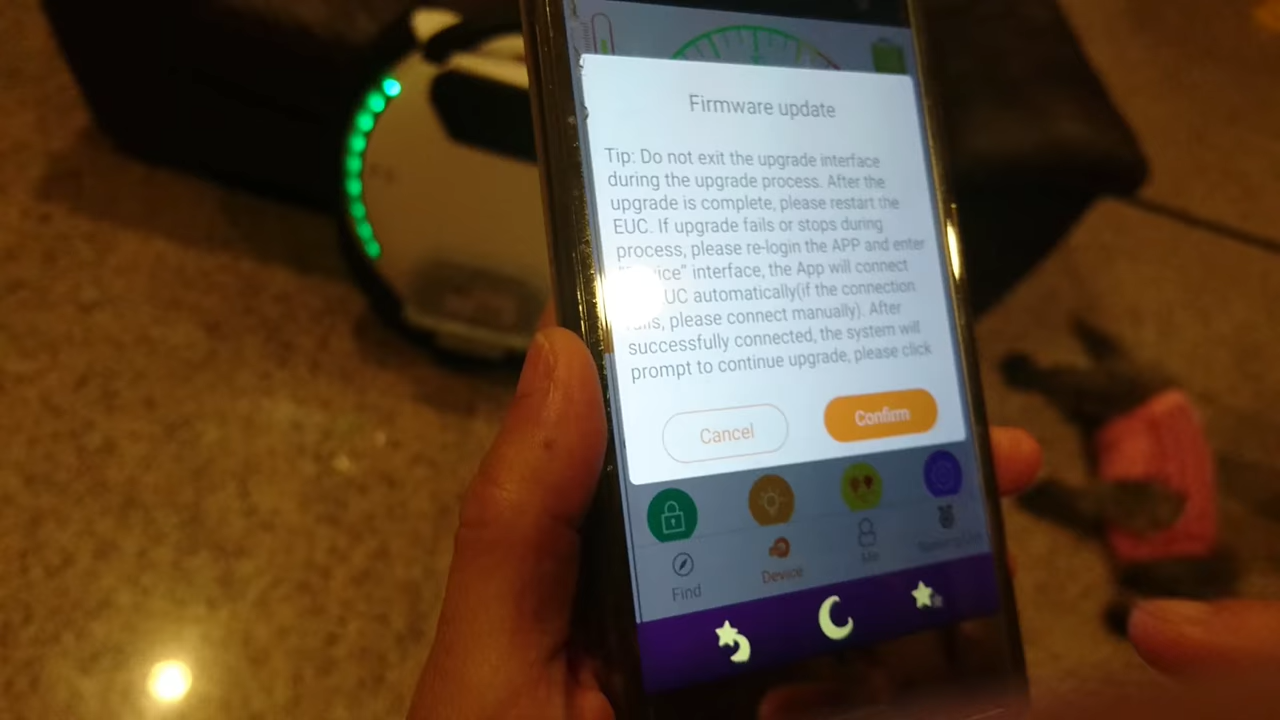 Firmware update
Tip: Do not exit the upgrade interface
during the upgrade process. After the
upgrade is complete, please restart the
EUC. If upgrade fails or stops during
process, please re-login the APP and enter
interface, the App will connect
automatically(if the connection
please connect manually). After
successfully connected, the system will
prompt to continue upgrade, please click
Cancel
Confirm
Find
Device
Me